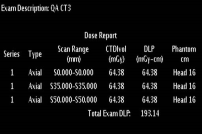 Exam Description: QA CT3
Dose Report
Series Type Scan Range (mm) CTDIvol (mGy) DLP (mGy-cm) Phantom cm
1 Axial S0.000-S0.000 64.38 64.38 Head 16
1 Axial S35.000-S35.000 64.38 64.38 Head 16
1 Axial S50.000-S50.000 64.38 64.38 Head 16
Total Exam DLP: 193.14